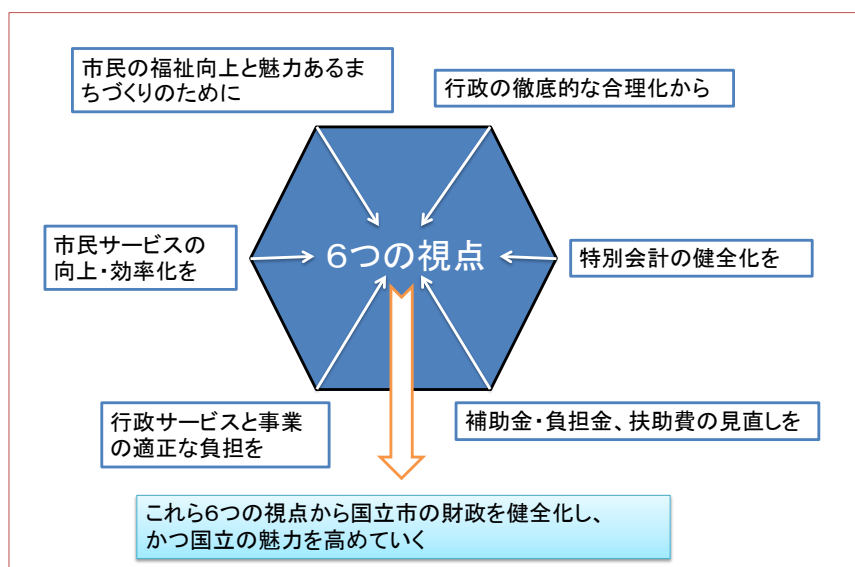 市民の福祉向上と魅力あるま
ちづくりのために
行政の徹底的な合理化から
市民サービスの
向上・効率化を
6つの視点
特別会計の健全化を
行政サービスと事業
の適正な負担を
補助金・負担金、扶助費の見直しを
これら6つの視点から国立市の財政を健全化し、
かつ国立の魅力を高めていく